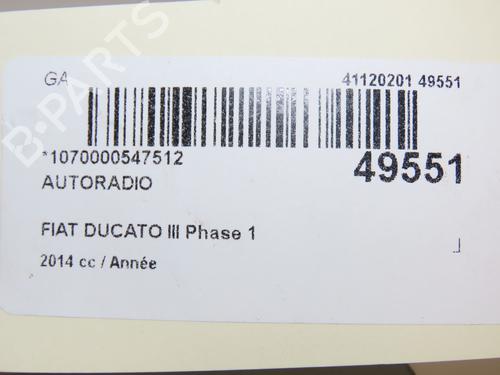 B-PARTS
GA
41120201 49551
*1070000547512
49551
AUTORADIO
FIAT DUCATO III Phase 1
2014 cc / Année